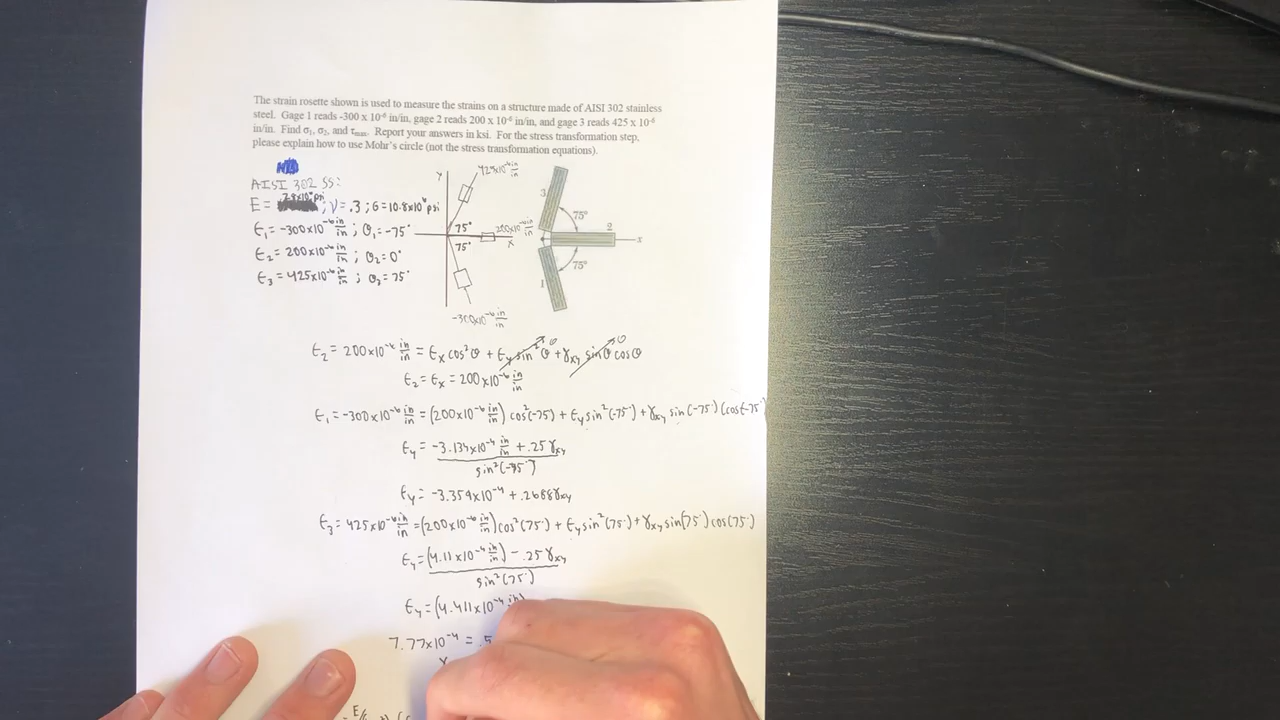 The strain rosette shown is used to measure the strains on a structure made of AISI 302 stainless
steel. Gage 1 reads -300 x 10⁻⁶ in/in, gage 2 reads 200 x 10⁻⁶ in/in, and gage 3 reads 425 x 10⁻⁶
in/in. Find σ₁, σ₂, and τmax. Report your answers in ksi. For the stress transformation step,
please explain how to use Mohr's circle (not the stress transformation equations).
AISI 302 SS:
E = 28x10⁶ psi ; ν = .3 ; G = 10.8x10⁶ psi
ϵ₁ = -300x10⁻⁶ in/in ; θ₁ = -75°
ϵ₂ = 200x10⁻⁶ in/in ; θ₂ = 0°
ϵ₃ = 425x10⁻⁶ in/in ; θ₃ = 75°
y
425x10⁻⁶ in/in
75°
200x10⁻⁶ in/in
x
75°
-300x10⁻⁶ in/in
3
75°
2
x
75°
1
ϵ₂ = 200x10⁻⁶ in/in = ϵx cos²θ + ϵy sin²θ + γxy sinθ cosθ
0
0
ϵ₂ = ϵx = 200x10⁻⁶ in/in
ϵ₁ = -300x10⁻⁶ in/in = (200x10⁻⁶ in/in) cos²(-75) + ϵy sin²(-75°) + γxy sin(-75°) (cos(-75°)
ϵy = -3.134x10⁻⁴ in/in + .25γxy
sin²(-75°)
ϵy = -3.359x10⁻⁴ + .2688γxy
ϵ₃ = 425x10⁻⁶ in/in = (200x10⁻⁶ in/in) cos²(75°) + ϵy sin²(75°) + γxy sin(75°) cos(75°)
ϵy = (4.11x10⁻⁴ in/in) - .25γxy
sin²(75°)
ϵy = (4.411x10⁻⁴ in/
7.77x10⁻⁴ = .5